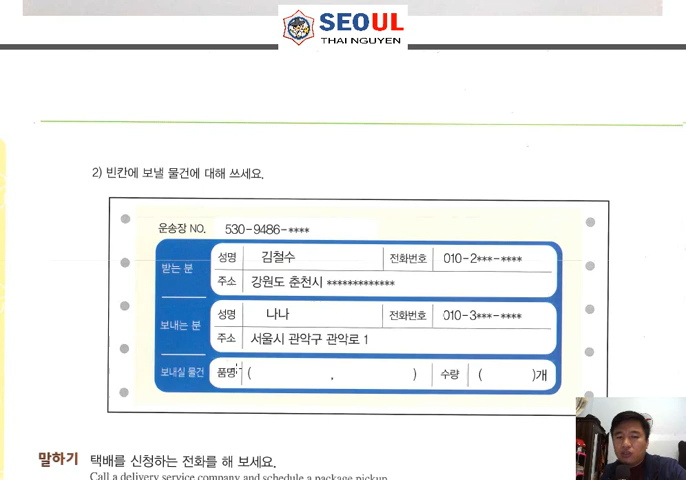 SEOUL
THAI NGUYEN
2) 빈칸에 보낼 물건에 대해 쓰세요.
운송장 NO. 530-9486-****
받는 분 성명 김철수 전화번호 010-2***-****
주소 강원도 춘천시 *************
보내는 분 성명 나나 전화번호 010-3***-****
주소 서울시 관악구 관악로 1
보내실 물건 품명 ( , ) 수량 ( )개
말하기 택배를 신청하는 전화를 해 보세요.
Call a delivery service company and schedule a package pickup.